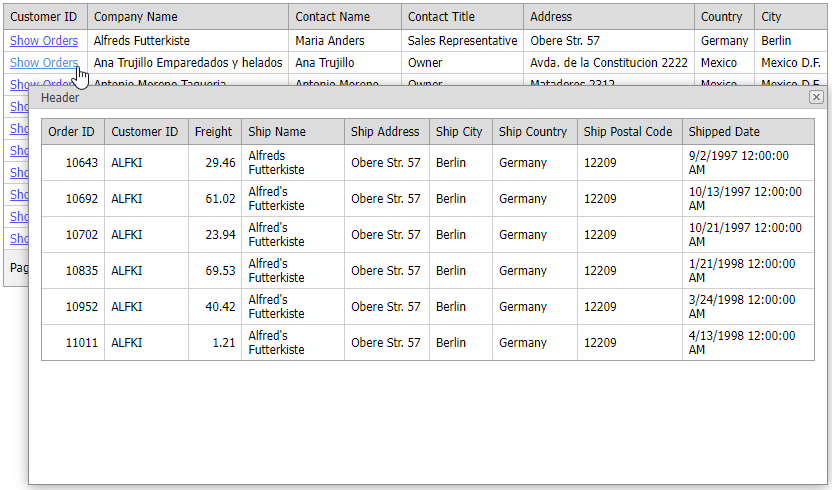 Customer ID Company Name Contact Name Contact Title Address Country City
Show Orders Alfreds Futterkiste Maria Anders Sales Representative Obere Str. 57 Germany Berlin
Show Orders Ana Trujillo Emparedados y helados Ana Trujillo Owner Avda. de la Constitucion 2222 Mexico Mexico D.F.
Show Orders Antonio Moreno Taqueria Antonio Moreno Owner Mataderos 2312 Mexico Mexico D.F.
Sho
Sho
Sho
Sho
Sho
Sho
Sho
Pag
Header
Order ID Customer ID Freight Ship Name Ship Address Ship City Ship Country Ship Postal Code Shipped Date
10643 ALFKI 29.46 Alfreds Futterkiste Obere Str. 57 Berlin Germany 12209 9/2/1997 12:00:00 AM
10692 ALFKI 61.02 Alfred's Futterkiste Obere Str. 57 Berlin Germany 12209 10/13/1997 12:00:00 AM
10702 ALFKI 23.94 Alfred's Futterkiste Obere Str. 57 Berlin Germany 12209 10/21/1997 12:00:00 AM
10835 ALFKI 69.53 Alfred's Futterkiste Obere Str. 57 Berlin Germany 12209 1/21/1998 12:00:00 AM
10952 ALFKI 40.42 Alfred's Futterkiste Obere Str. 57 Berlin Germany 12209 3/24/1998 12:00:00 AM
11011 ALFKI 1.21 Alfred's Futterkiste Obere Str. 57 Berlin Germany 12209 4/13/1998 12:00:00 AM